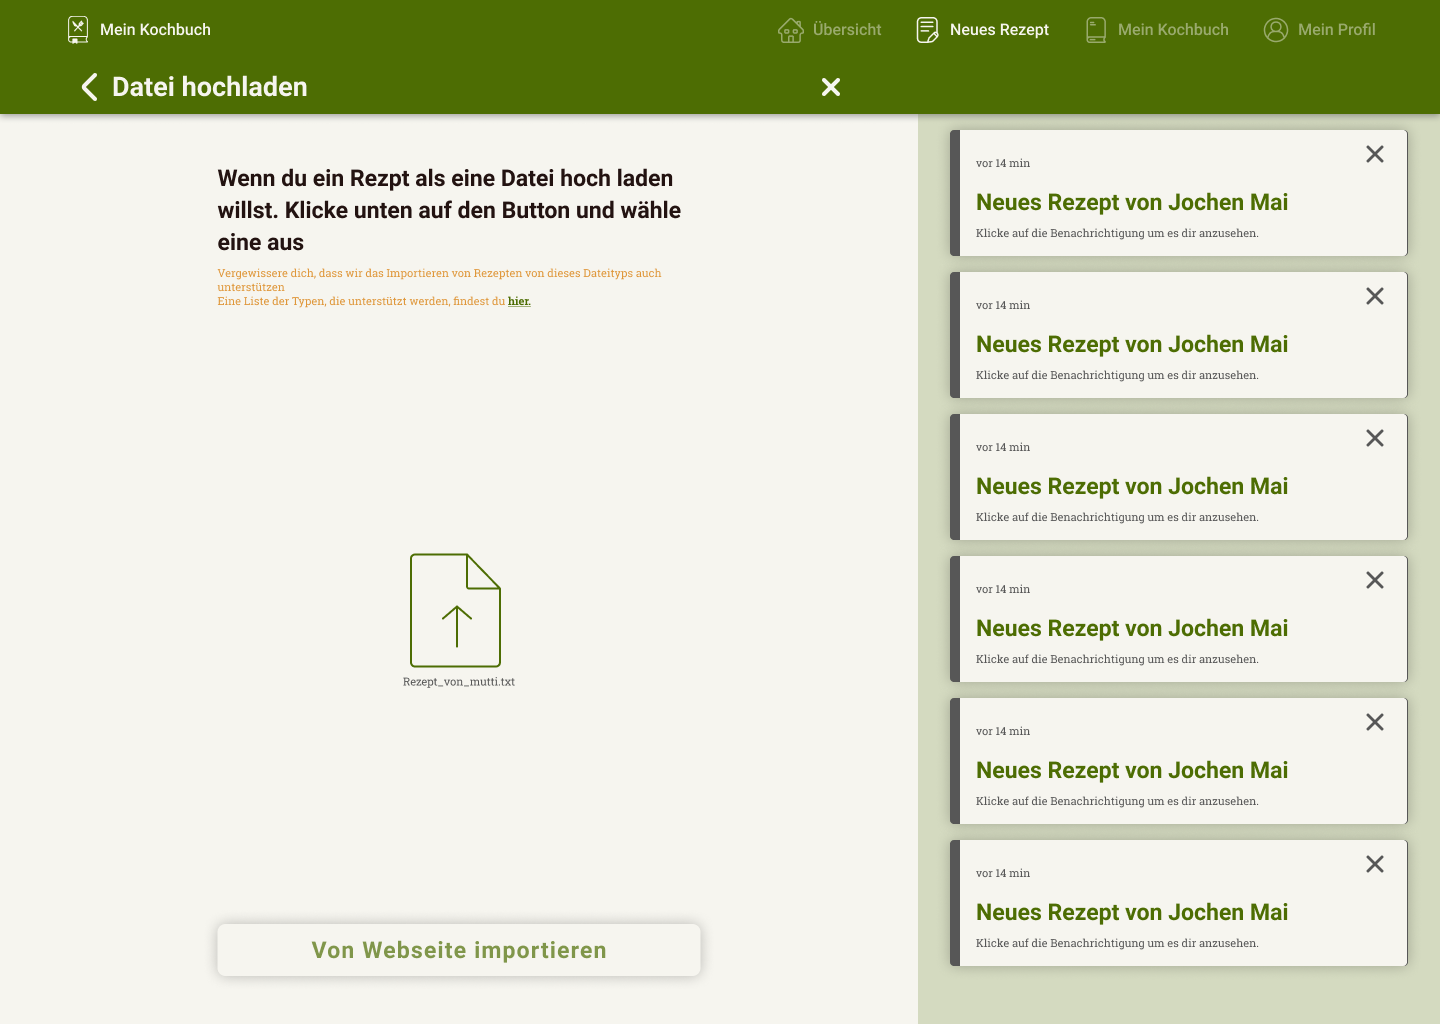 Mein Kochbuch
Übersicht
Neues Rezept
Mein Kochbuch
Mein Profil
Datei hochladen
Wenn du ein Rezpt als eine Datei hoch laden
willst. Klicke unten auf den Button und wähle
eine aus
Vergewissere dich, dass wir das Importieren von Rezepten von dieses Dateityps auch
unterstützen
Eine Liste der Typen, die unterstützt werden, findest du hier.
Rezept_von_mutti.txt
Von Webseite importieren
vor 14 min
Neues Rezept von Jochen Mai
Klicke auf die Benachrichtigung um es dir anzusehen.
vor 14 min
Neues Rezept von Jochen Mai
Klicke auf die Benachrichtigung um es dir anzusehen.
vor 14 min
Neues Rezept von Jochen Mai
Klicke auf die Benachrichtigung um es dir anzusehen.
vor 14 min
Neues Rezept von Jochen Mai
Klicke auf die Benachrichtigung um es dir anzusehen.
vor 14 min
Neues Rezept von Jochen Mai
Klicke auf die Benachrichtigung um es dir anzusehen.
vor 14 min
Neues Rezept von Jochen Mai
Klicke auf die Benachrichtigung um es dir anzusehen.